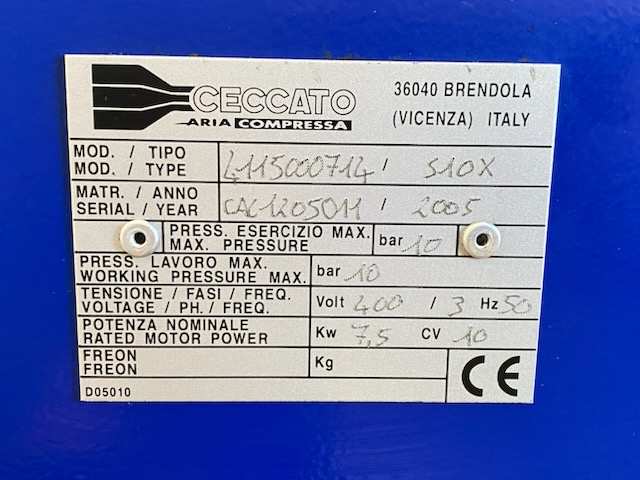 CECCATO
ARIA COMPRESSA
36040 BRENDOLA
(VICENZA) ITALY
MOD. / TIPO
MOD. / TYPE
4115000714 / S10X
MATR. / ANNO
SERIAL / YEAR
CAC1205011 / 2005
PRESS. ESERCIZIO MAX.
MAX. PRESSURE
bar 10
PRESS. LAVORO MAX.
WORKING PRESSURE MAX.
bar 10
TENSIONE / FASI / FREQ.
VOLTAGE / PH. / FREQ.
Volt 400 / 3 Hz 50
POTENZA NOMINALE
RATED MOTOR POWER
Kw 7,5 CV 10
FREON
FREON
Kg
CE
D05010